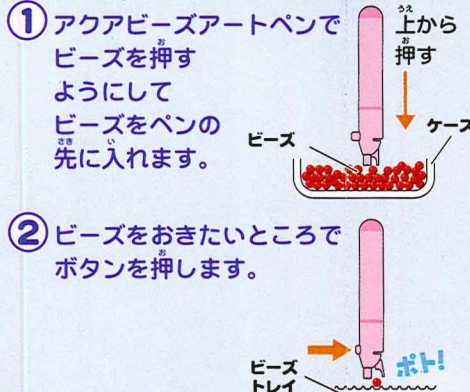 ① アクアビーズアートペンで
ビーズを押す
ようにして
ビーズをペンの
先に入れます。
上から
押す
ビーズ
ケース
② ビーズをおきたいところで
ボタンを押します。
ビーズ
トレイ
ポト!